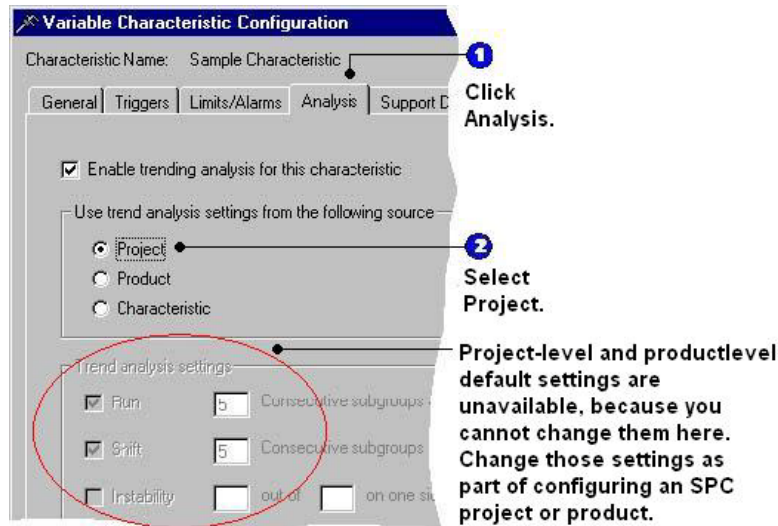 Variable Characteristic Configuration
Characteristic Name: Sample Characteristic
1
Click
Analysis.
General Triggers Limits/Alarms Analysis Support D
Enable trending analysis for this characteristic
Use trend analysis settings from the following source
Project
2
Select
Project.
Product
Characteristic
Project-level and productlevel
default settings are
unavailable, because you
cannot change them here.
Change those settings as
part of configuring an SPC
project or product.
Trend analysis settings
Run 5 Consecutive subgroups
Shift 5 Consecutive subgroups
Instability out of on one si